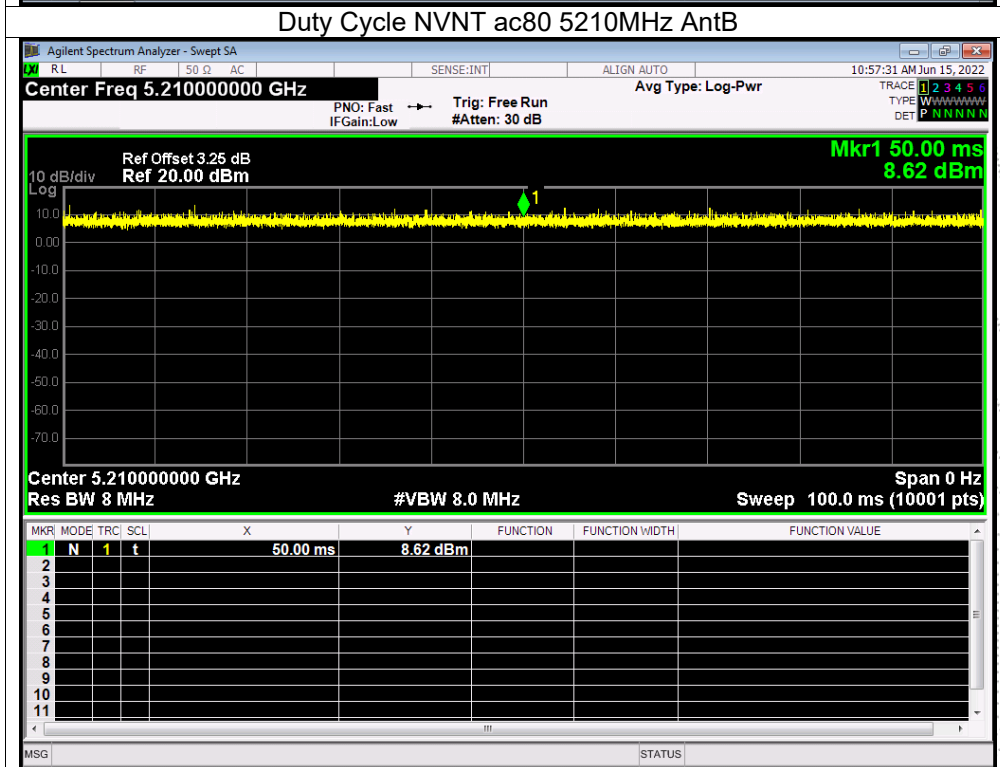 Duty Cycle NVNT ac80 5210MHz AntB
Agilent Spectrum Analyzer - Swept SA
LXI RL RF 50 Ω AC SENSE:INT ALIGN AUTO 10:57:31 AM Jun 15, 2022
Center Freq 5.210000000 GHz Avg Type: Log-Pwr TRACE 1 2 3 4 5 6
PNO: Fast Trig: Free Run TYPE WWWWWW
IFGain:Low #Atten: 30 dB DET P N N N N N
Mkr1 50.00 ms
Ref Offset 3.25 dB
10 dB/div Ref 20.00 dBm 8.62 dBm
Log
1
10.0
0.00
-10.0
-20.0
-30.0
-40.0
-50.0
-60.0
-70.0
Center 5.210000000 GHz Span 0 Hz
Res BW 8 MHz #VBW 8.0 MHz Sweep 100.0 ms (10001 pts)
MKR MODE TRC SCL X Y FUNCTION FUNCTION WIDTH FUNCTION VALUE
1 N 1 t 50.00 ms 8.62 dBm
2
3
4
5
6
7
8
9
10
11
MSG STATUS